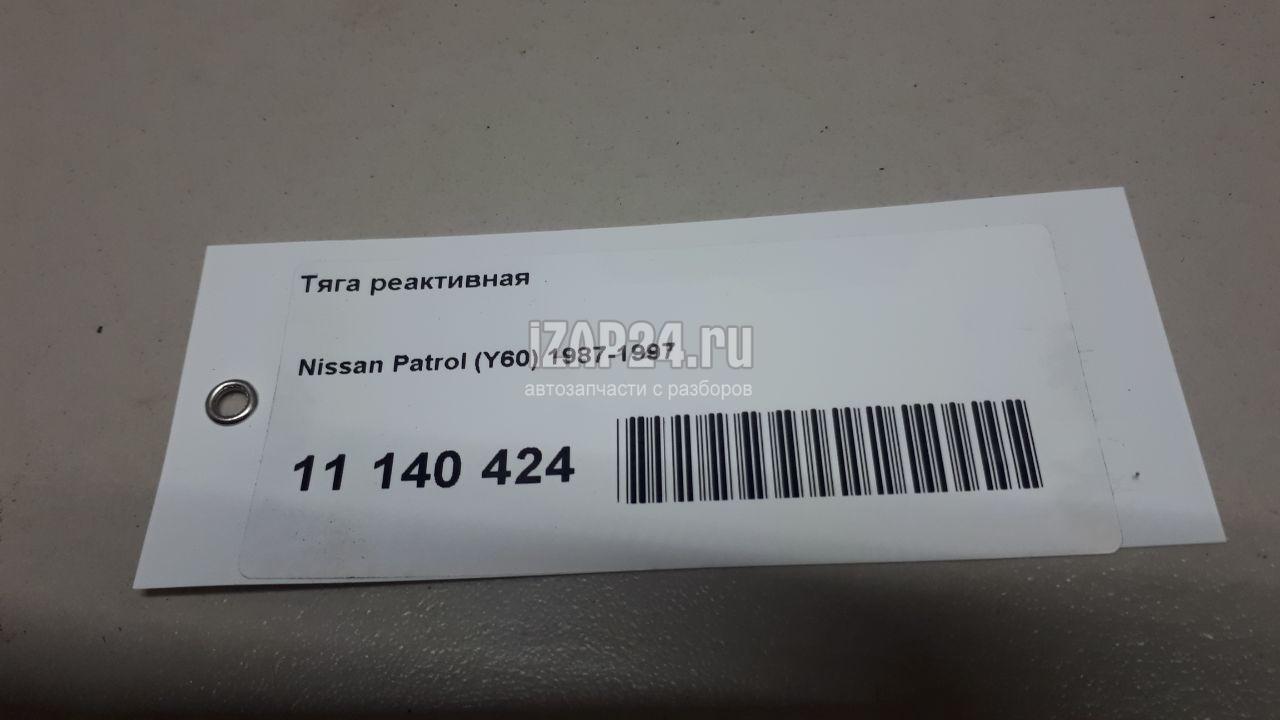 Тяга реактивная
Nissan Patrol (Y60) 1987-1997
iZAP24.ru
автозапчасти с разборов
11 140 424